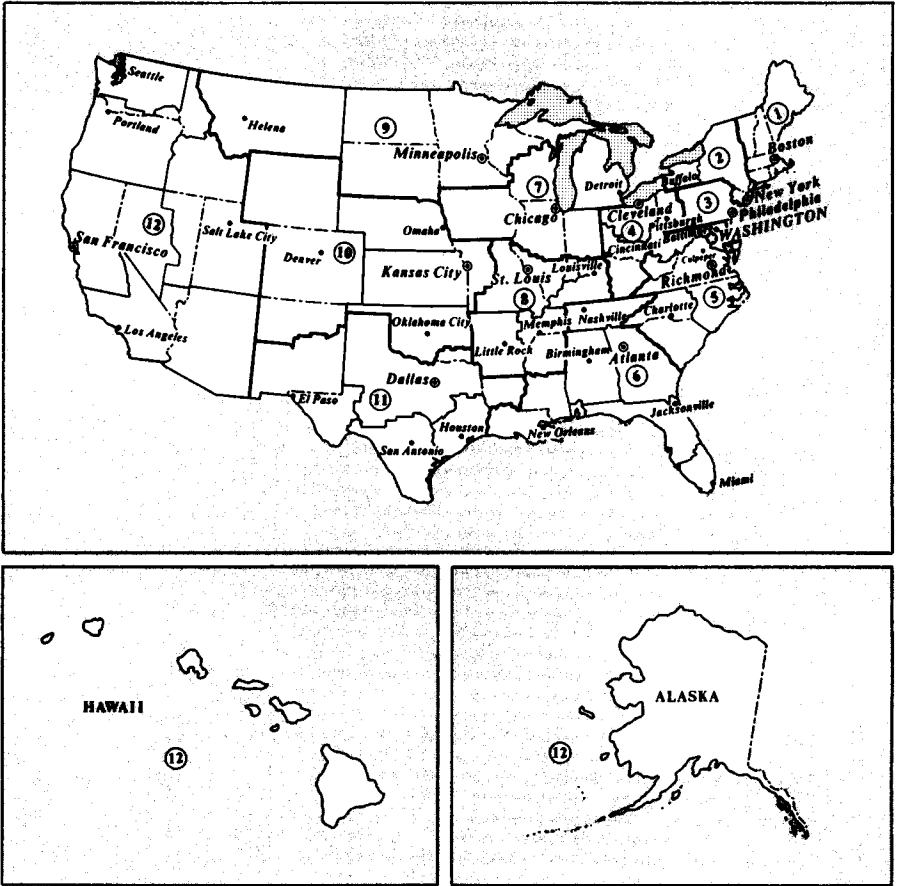 Seattle
Portland
Helena
①
Boston
⑨
Minneapolis
②
Buffalo
New York
Philadelphia
⑦
Detroit
③
Chicago
Cleveland
Pittsburgh
WASHINGTON
④
Baltimore
Cincinnati
Culpeper
⑫
San Francisco
Salt Lake City
Omaha
Denver
⑩
Kansas City
St. Louis
Louisville
Richmond
⑧
⑤
Charlotte
Los Angeles
Oklahoma City
Memphis
Nashville
Little Rock
Birmingham
Atlanta
Dallas
⑥
El Paso
⑪
Jacksonville
Houston
New Orleans
San Antonio
Miami
HAWAII
⑫
ALASKA
⑫